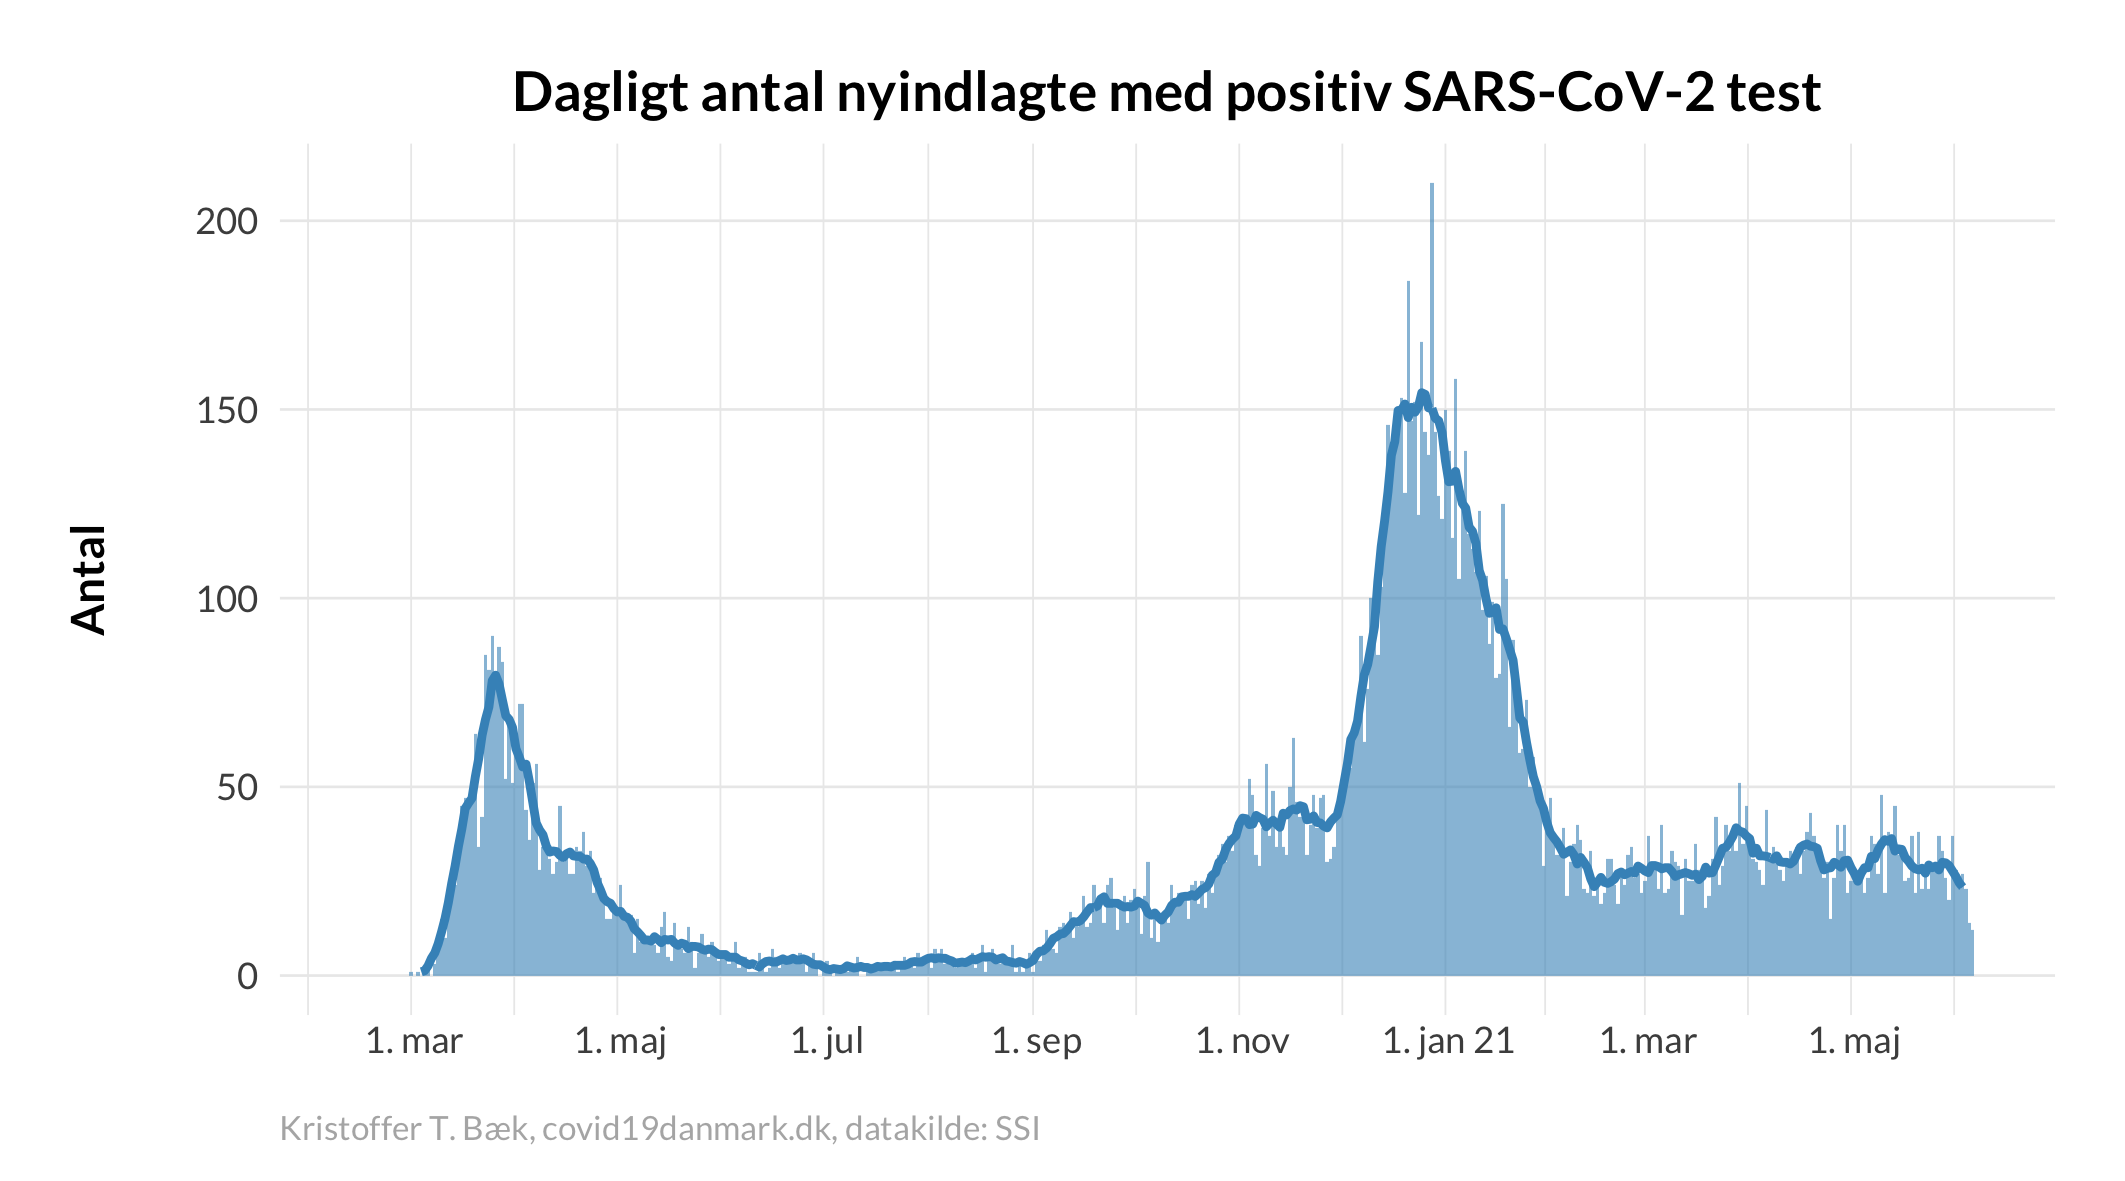 Dagligt antal nyindlagte med positiv SARS-CoV-2 test
Antal
200
150
100
50
0
1. mar
1. maj
1. jul
1. sep
1. nov
1. jan 21
1. mar
1. maj
Kristoffer T. Bæk, covid19danmark.dk, datakilde: SSI